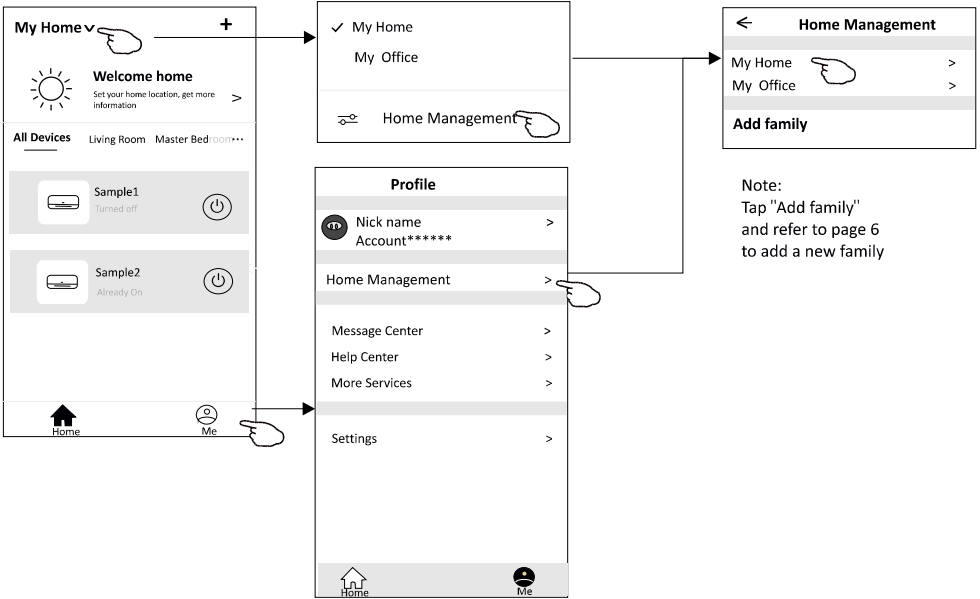 My Home
+
Welcome home
Set your home location, get more
information
>
All Devices Living Room Master Bedroom...
Sample1
Turned off
Sample2
Already On
Home Me
✓ My Home
My Office
Home Management
Profile
Nick name >
Account******
Home Management >
Message Center >
Help Center >
More Services >
Settings >
Home Me
Home Management
My Home >
My Office >
Add family
Note:
Tap "Add family"
and refer to page 6
to add a new family